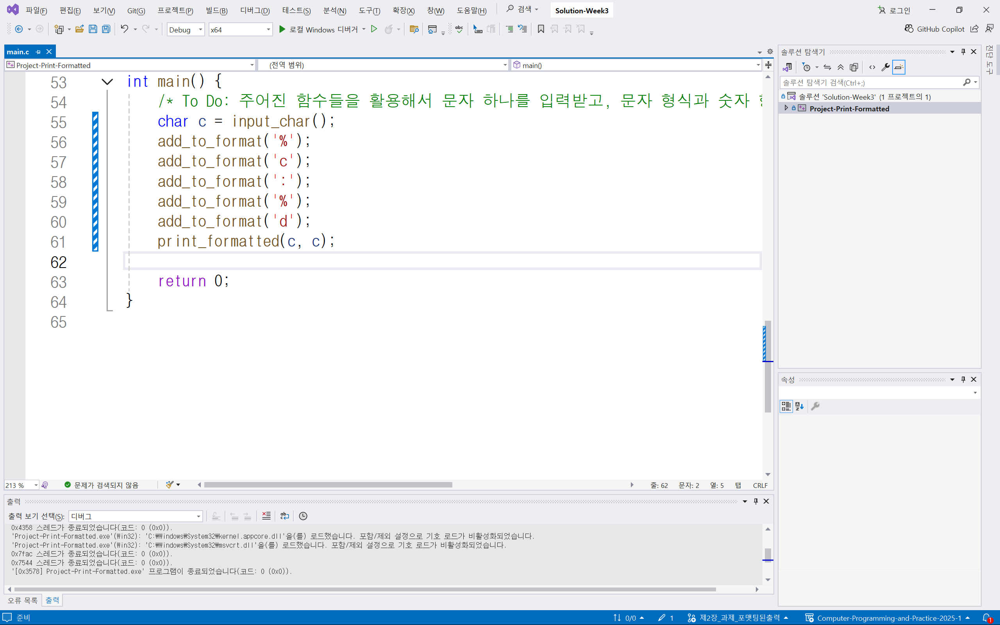 파일(F) 편집(E) 보기(V) Git(G) 프로젝트(P) 빌드(B) 디버그(D) 테스트(S) 분석(N) 도구(T) 확장(X) 창(W) 도움말(H) 검색 Solution-Week3 로그인
Debug x64 로컬 Windows 디버거 abc GitHub Copilot
main.c
Project-Print-Formatted (전역 범위) main()
53 int main() {
54 /* To Do: 주어진 함수들을 활용해서 문자 하나를 입력받고, 문자 형식과 숫자
55 char c = input_char();
56 add_to_format('%');
57 add_to_format('c');
58 add_to_format(':');
59 add_to_format('%');
60 add_to_format('d');
61 print_formatted(c, c);
62
63 return 0;
64 }
65
213 % 문제가 검색되지 않음 줄: 62 문자: 2 열: 5 탭 CRLF
출력
출력 보기 선택(S): 디버그
0x4358 스레드가 종료되었습니다(코드: 0 (0x0)).
'Project-Print-Formatted.exe'(Win32): 'C:₩Windows₩System32₩kernel.appcore.dll'을(를) 로드했습니다. 포함/제외 설정으로 기호 로드가 비활성화되었습니다.
'Project-Print-Formatted.exe'(Win32): 'C:₩Windows₩System32₩msvcrt.dll'을(를) 로드했습니다. 포함/제외 설정으로 기호 로드가 비활성화되었습니다.
0x7fac 스레드가 종료되었습니다(코드: 0 (0x0)).
0x7544 스레드가 종료되었습니다(코드: 0 (0x0)).
'[0x3578] Project-Print-Formatted.exe' 프로그램이 종료되었습니다(코드: 0 (0x0)).
오류 목록 출력
솔루션 탐색기
솔루션 탐색기 검색(Ctrl+;)
솔루션 'Solution-Week3' (1 프로젝트의 1)
Project-Print-Formatted
속성
진단 도구
준비 0/0 1 제2장_과제_포맷팅된출력 Computer-Programming-and-Practice-2025-1 1